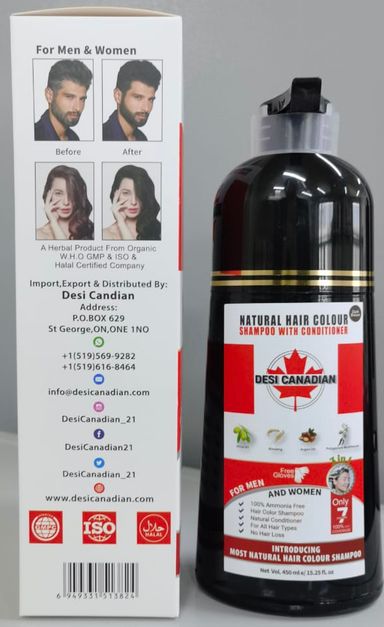 For Men & Women
Before
After
A Herbal Product From Organic
W.H.O GMP & ISO &
Halal Certified Company
Import,Export & Distributed By:
Desi Candian
Address:
P.O.BOX 629
St George,ON,ONE 1NO
+1(519)569-9282
+1(519)616-8464
info@desicanadian.com
DesiCanadian_21
DesiCanadian21
DesiCanadian_21
www.desicanadian.com
GMP
ISO
حلال
HALAL
6 949331 513824
NATURAL HAIR COLOUR
SHAMPOO WITH CONDITIONER
DESI CANADIAN
Ginseng
Argan Oil
Free
Gloves
FOR MEN
AND WOMEN
100% Ammonia Free
Hair Color Shampoo
Natural Conditioner
For All Hair Types
No Hair Loss
Only
7
100%
INTRODUCING
MOST NATURAL HAIR COLOUR SHAMPOO
Net Vol. 450 ml e/ 15.25 fl. oz